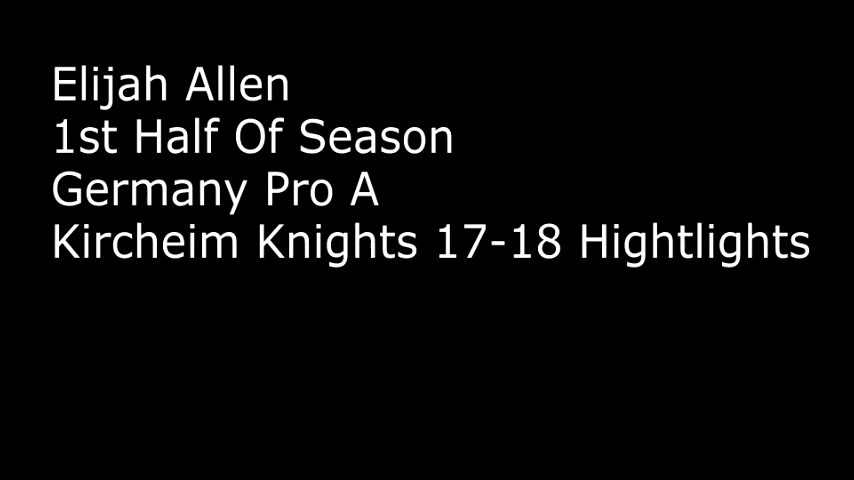 Elijah Allen
1st Half Of Season
Germany Pro A
Kircheim Knights 17-18 Hightlights